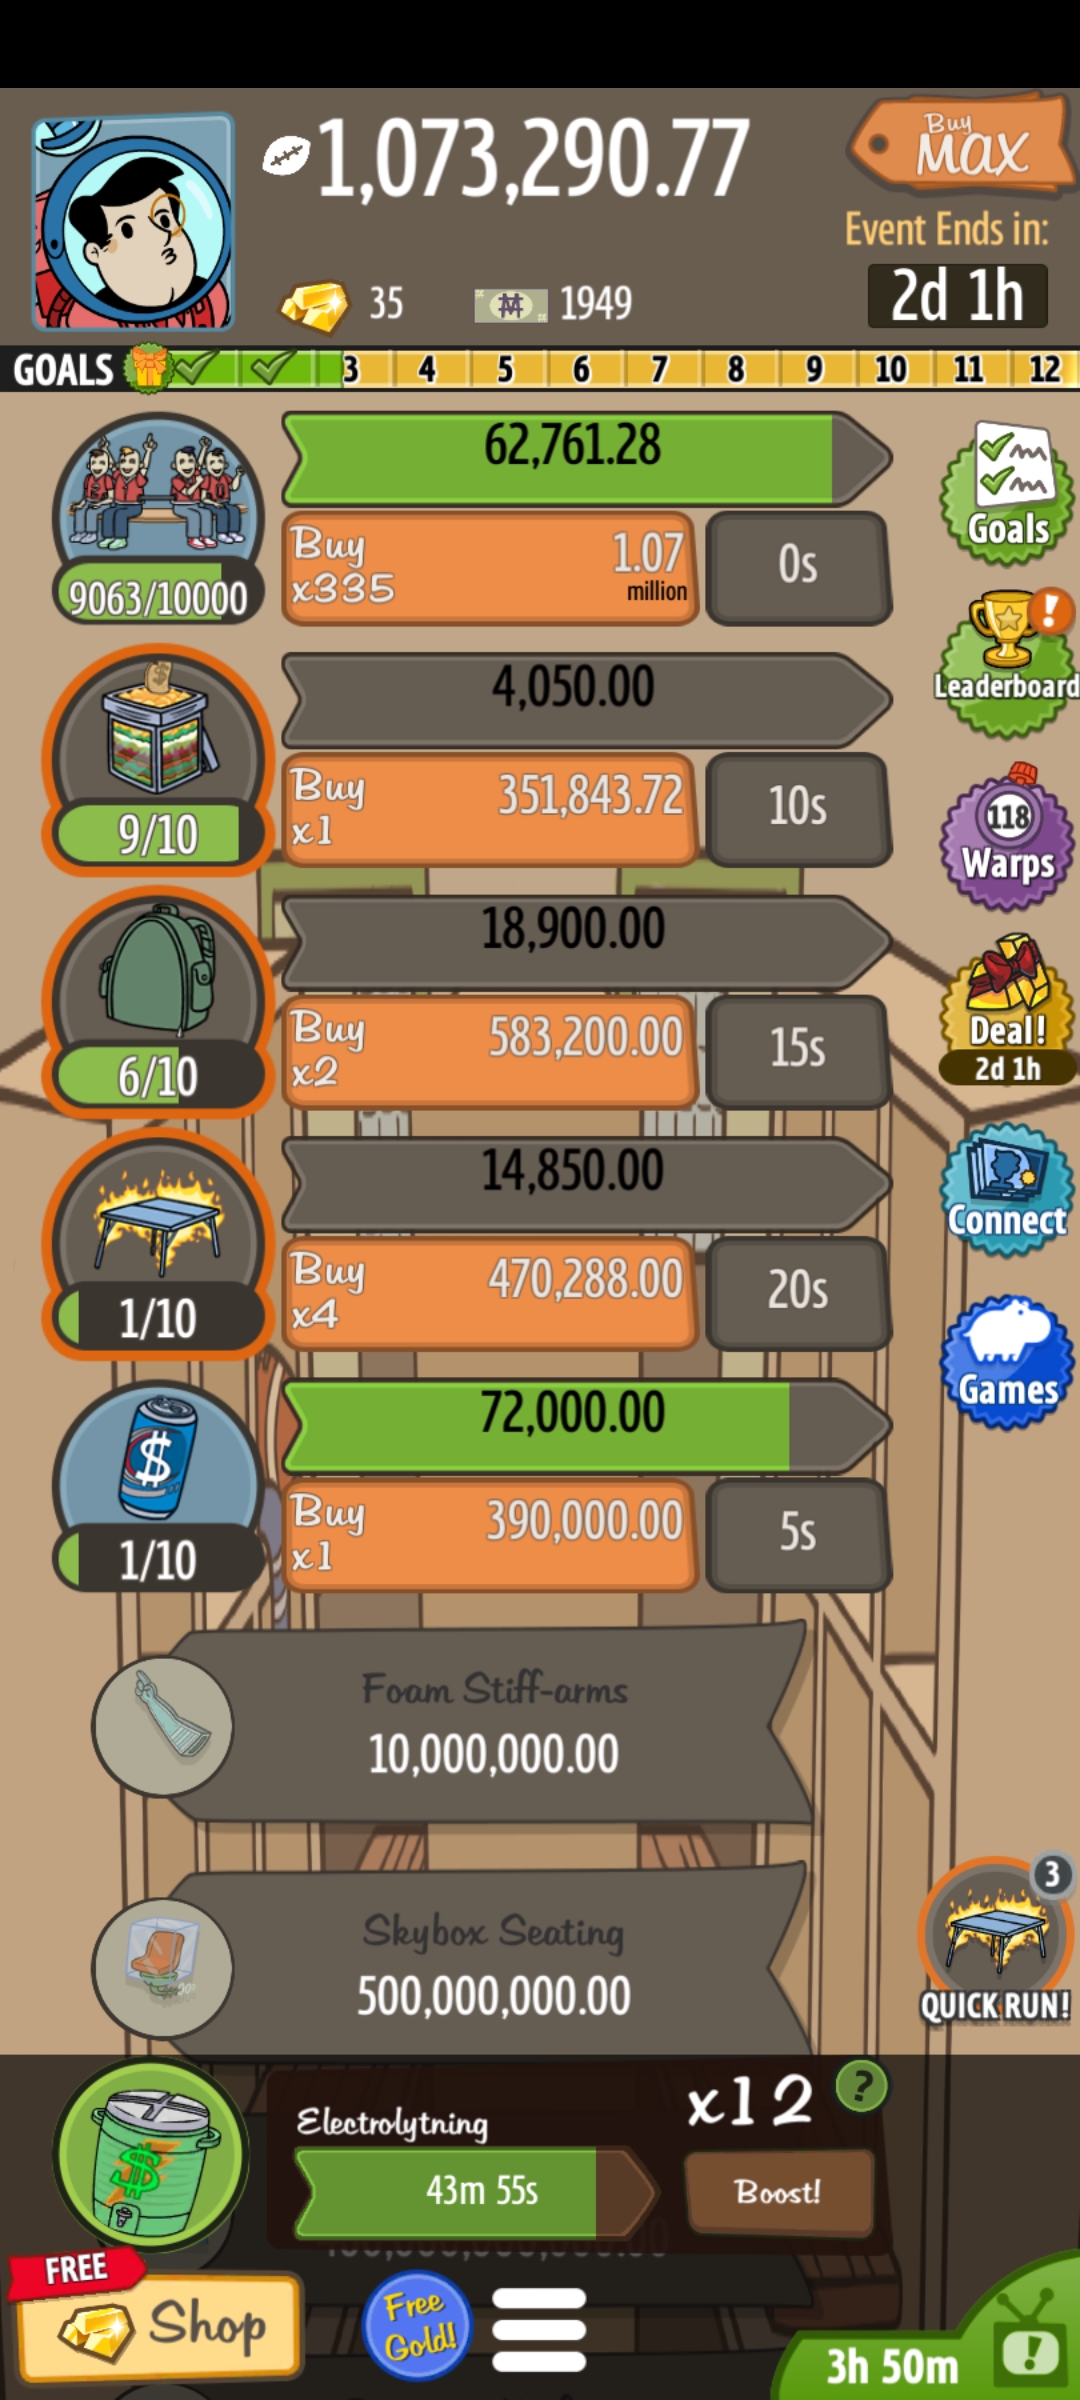 1,073,290.77
Buy
MAX
Event Ends in:
2d 1h
35
1949
GOALS 3 4 5 6 7 8 9 10 11 12
62,761.28
Buy
x335
1.07
million
0s
9063/10000
Goals
4,050.00
Leaderboard
Buy
x1
351,843.72
10s
9/10
118
Warps
18,900.00
Buy
x2
583,200.00
15s
6/10
Deal!
2d 1h
14,850.00
Buy
x4
470,288.00
20s
1/10
Connect
72,000.00
Games
Buy
x1
390,000.00
5s
1/10
Foam Stiff-arms
10,000,000.00
Skybox Seating
500,000,000.00
3
QUICK RUN!
Electrolytning
x12
?
43m 55s
Boost!
FREE
Shop
Free
Gold!
3h 50m